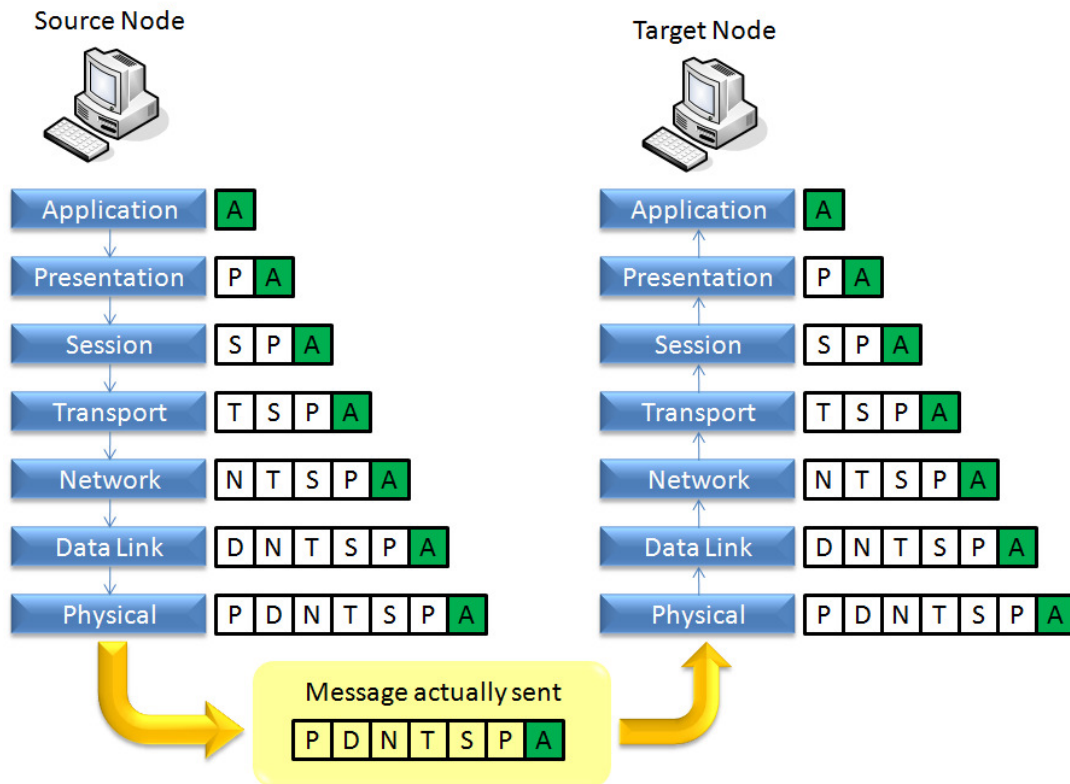 Source Node
Target Node
Application A
Application A
Presentation P A
Presentation P A
Session S P A
Session S P A
Transport T S P A
Transport T S P A
Network N T S P A
Network N T S P A
Data Link D N T S P A
Data Link D N T S P A
Physical P D N T S P A
Physical P D N T S P A
Message actually sent
P D N T S P A